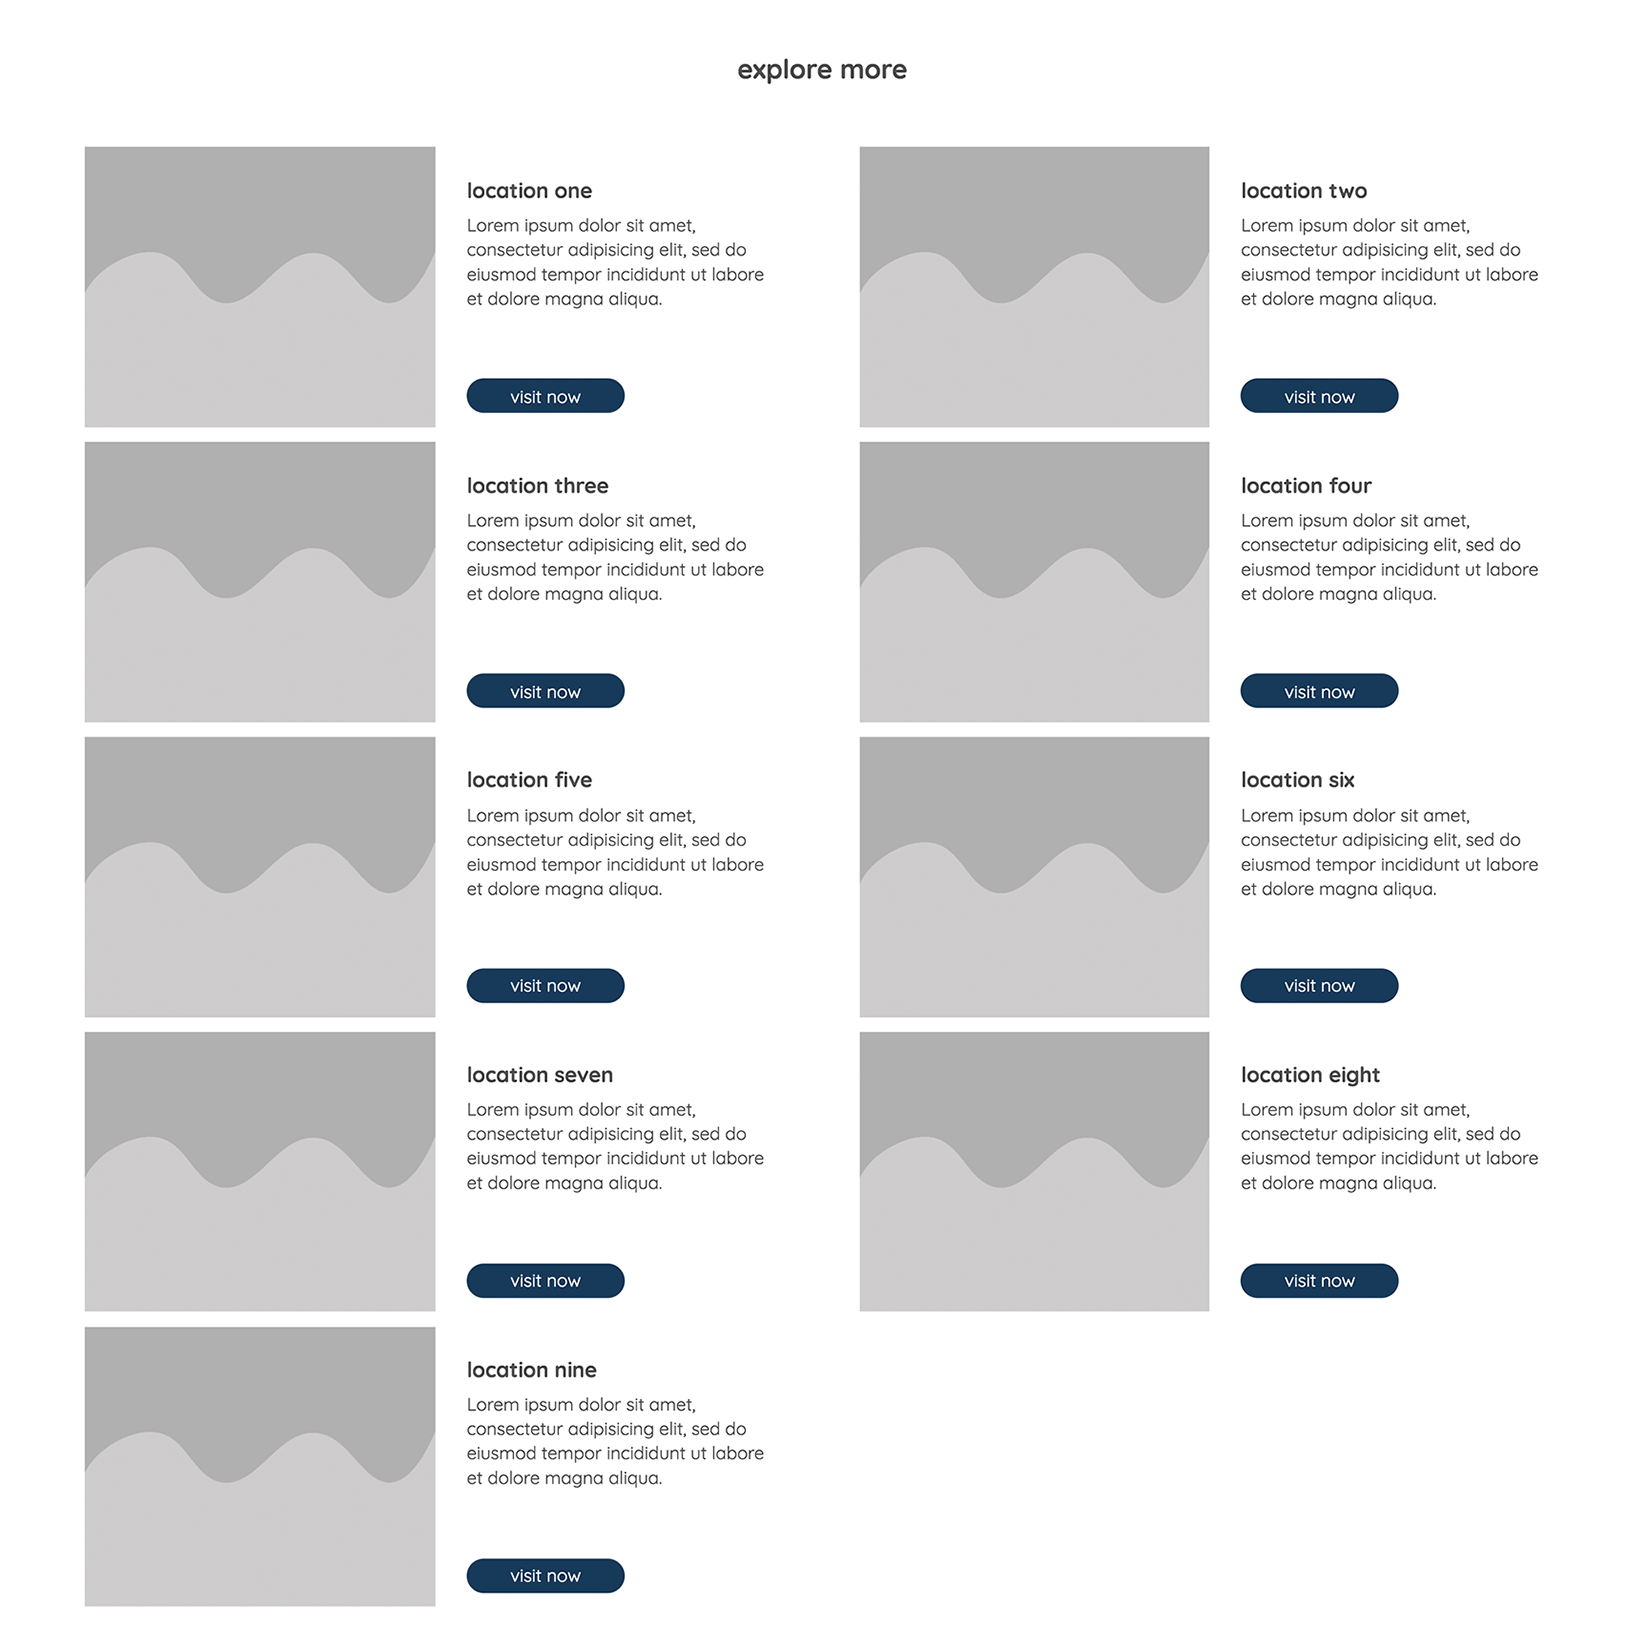 explore more
location one
Lorem ipsum dolor sit amet,
consectetur adipisicing elit, sed do
eiusmod tempor incididunt ut labore
et dolore magna aliqua.
visit now
location two
Lorem ipsum dolor sit amet,
consectetur adipisicing elit, sed do
eiusmod tempor incididunt ut labore
et dolore magna aliqua.
visit now
location three
Lorem ipsum dolor sit amet,
consectetur adipisicing elit, sed do
eiusmod tempor incididunt ut labore
et dolore magna aliqua.
visit now
location four
Lorem ipsum dolor sit amet,
consectetur adipisicing elit, sed do
eiusmod tempor incididunt ut labore
et dolore magna aliqua.
visit now
location five
Lorem ipsum dolor sit amet,
consectetur adipisicing elit, sed do
eiusmod tempor incididunt ut labore
et dolore magna aliqua.
visit now
location six
Lorem ipsum dolor sit amet,
consectetur adipisicing elit, sed do
eiusmod tempor incididunt ut labore
et dolore magna aliqua.
visit now
location seven
Lorem ipsum dolor sit amet,
consectetur adipisicing elit, sed do
eiusmod tempor incididunt ut labore
et dolore magna aliqua.
visit now
location eight
Lorem ipsum dolor sit amet,
consectetur adipisicing elit, sed do
eiusmod tempor incididunt ut labore
et dolore magna aliqua.
visit now
location nine
Lorem ipsum dolor sit amet,
consectetur adipisicing elit, sed do
eiusmod tempor incididunt ut labore
et dolore magna aliqua.
visit now